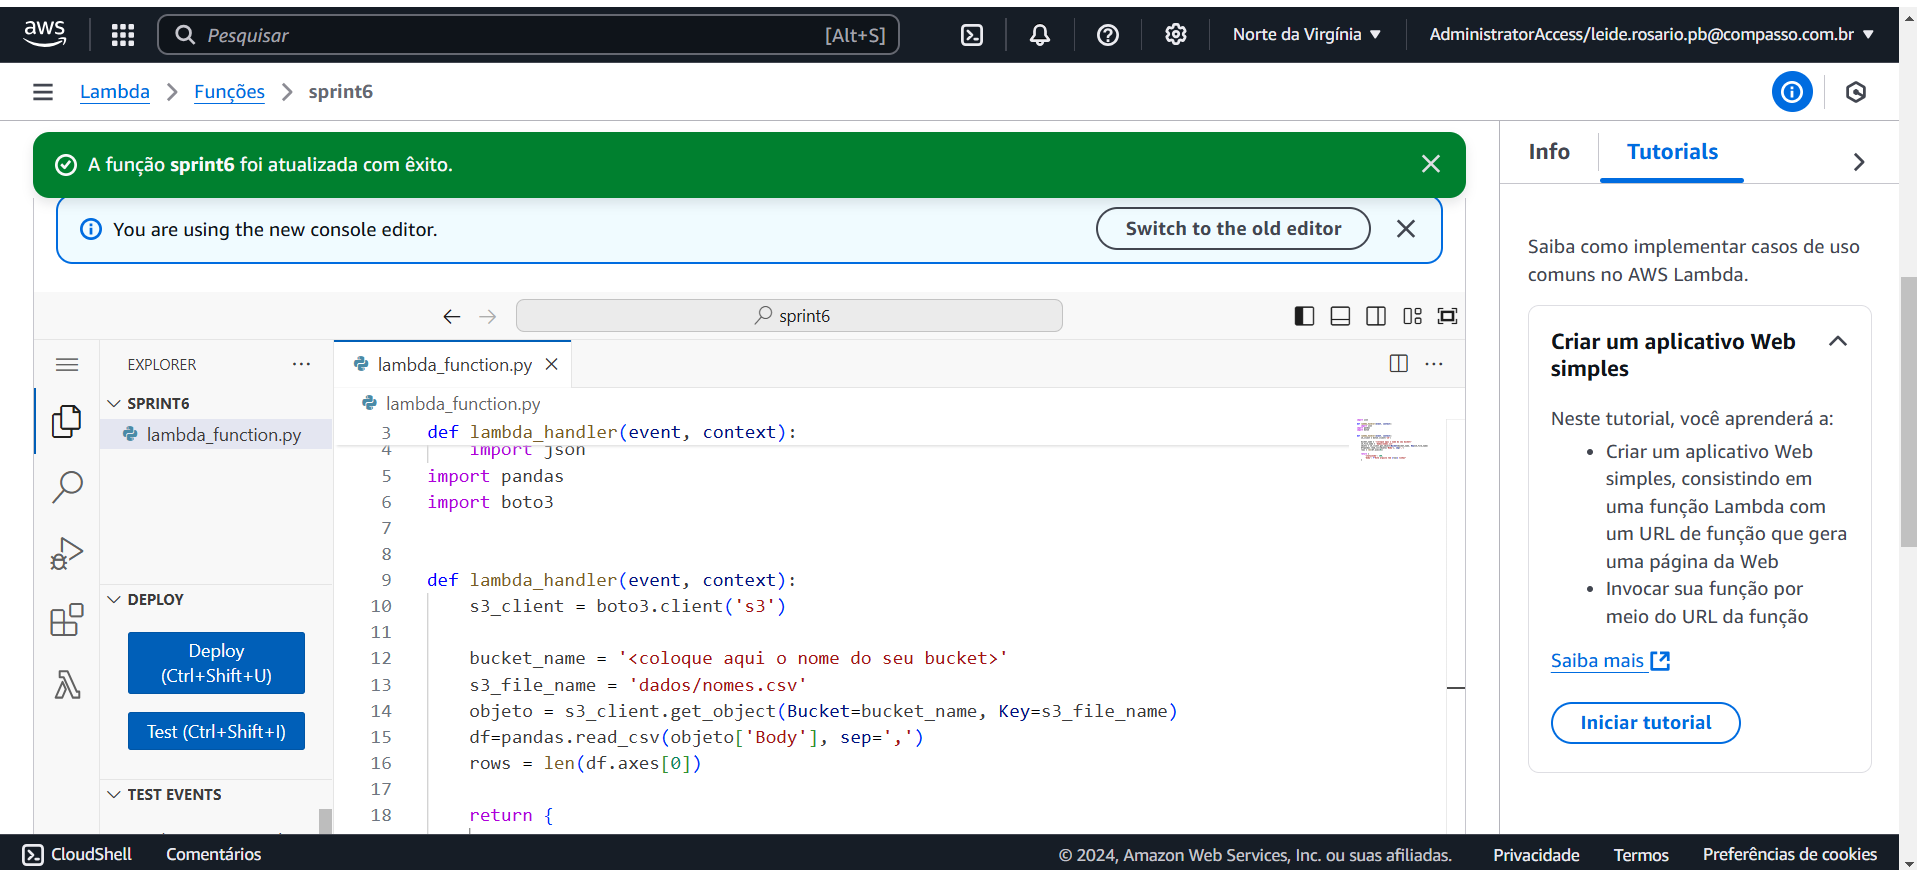 aws
Pesquisar
[Alt+S]
Norte da Virgínia
AdministratorAccess/leide.rosario.pb@compasso.com.br
Lambda
Funções
sprint6
A função sprint6 foi atualizada com êxito.
You are using the new console editor.
Switch to the old editor
sprint6
EXPLORER
SPRINT6
lambda_function.py
DEPLOY
Deploy
(Ctrl+Shift+U)
Test (Ctrl+Shift+I)
TEST EVENTS
lambda_function.py
lambda_function.py
3 def lambda_handler(event, context):
4 import json
5 import pandas
6 import boto3
7
8
9 def lambda_handler(event, context):
10 s3_client = boto3.client('s3')
11
12 bucket_name = '<coloque aqui o nome do seu bucket>'
13 s3_file_name = 'dados/nomes.csv'
14 objeto = s3_client.get_object(Bucket=bucket_name, Key=s3_file_name)
15 df=pandas.read_csv(objeto['Body'], sep=',')
16 rows = len(df.axes[0])
17
18 return {
Info
Tutorials
Saiba como implementar casos de uso
comuns no AWS Lambda.
Criar um aplicativo Web
simples
Neste tutorial, você aprenderá a:
• Criar um aplicativo Web
simples, consistindo em
uma função Lambda com
um URL de função que gera
uma página da Web
• Invocar sua função por
meio do URL da função
Saiba mais
Iniciar tutorial
CloudShell
Comentários
© 2024, Amazon Web Services, Inc. ou suas afiliadas.
Privacidade
Termos
Preferências de cookies